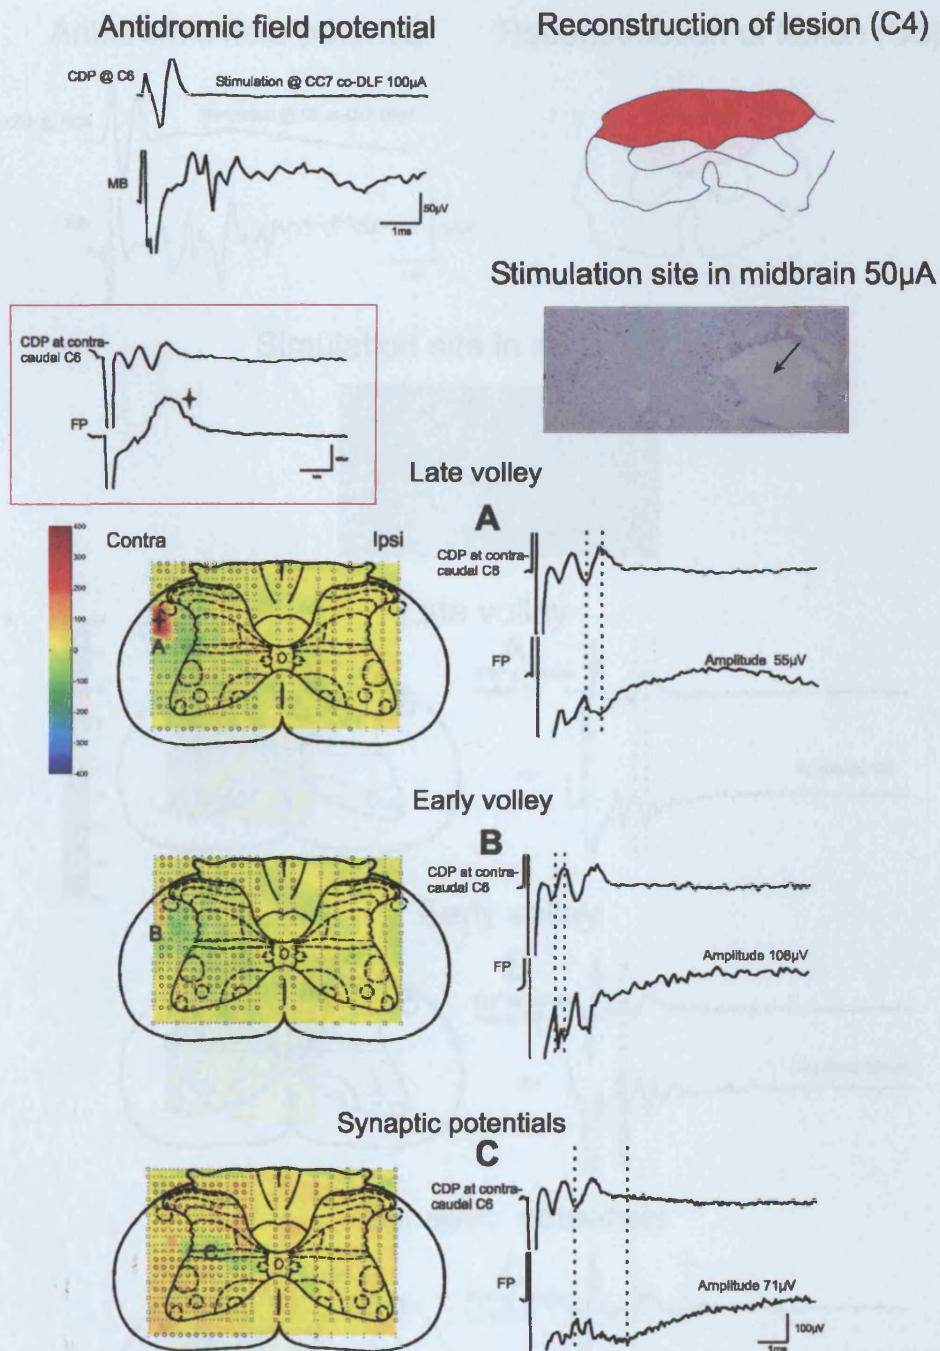 Antidromic field potential
Reconstruction of lesion (C4)
CDP @ C6
Stimulation @ CC7 co-DLF 100µA
MB
50µV
1ms
Stimulation site in midbrain 50µA
CDP at contra-
caudal C6
FP
Late volley
A
400
300
200
100
0
-100
-200
-300
-400
Contra
Ipsi
A
CDP at contra-
caudal C6
FP
Amplitude 55µV
Early volley
B
B
CDP at contra-
caudal C6
FP
Amplitude 108µV
Synaptic potentials
C
C
CDP at contra-
caudal C6
FP
Amplitude 71µV
100µV
1ms